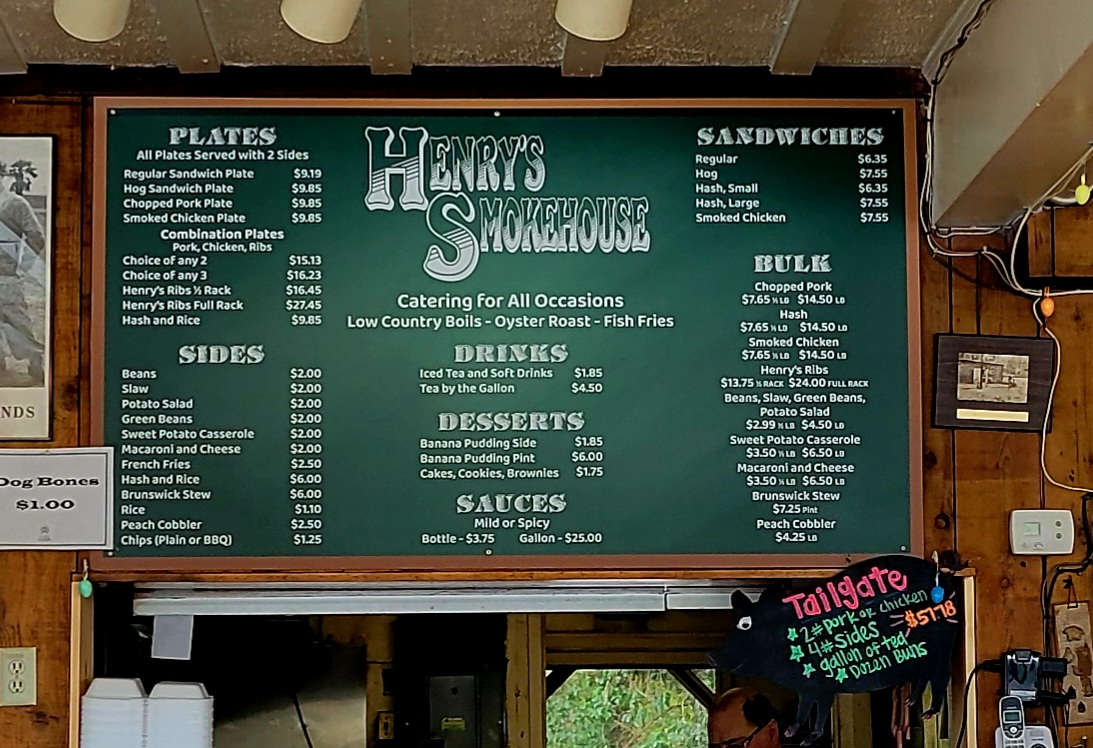 PLATES
All Plates Served with 2 Sides
Regular Sandwich Plate $9.19
Hog Sandwich Plate $9.85
Chopped Pork Plate $9.85
Smoked Chicken Plate $9.85
Combination Plates
Pork, Chicken, Ribs
Choice of any 2 $15.13
Choice of any 3 $16.23
Henry's Ribs ½ Rack $16.45
Henry's Ribs Full Rack $27.45
Hash and Rice $9.85
SIDES
Beans $2.00
Slaw $2.00
Potato Salad $2.00
Green Beans $2.00
Sweet Potato Casserole $2.00
Macaroni and Cheese $2.00
French Fries $2.50
Hash and Rice $6.00
Brunswick Stew $6.00
Rice $1.10
Peach Cobbler $2.50
Chips (Plain or BBQ) $1.25
HENRY'S
SMOKEHOUSE
Catering for All Occasions
Low Country Boils - Oyster Roast - Fish Fries
DRINKS
Iced Tea and Soft Drinks $1.85
Tea by the Gallon $4.50
DESSERTS
Banana Pudding Side $1.85
Banana Pudding Pint $6.00
Cakes, Cookies, Brownies $1.75
SAUCES
Mild or Spicy
Bottle - $3.75 Gallon - $25.00
SANDWICHES
Regular $6.35
Hog $7.55
Hash, Small $6.35
Hash, Large $7.55
Smoked Chicken $7.55
BULK
Chopped Pork
$7.65 ½ LB $14.50 LB
Hash
$7.65 ½ LB $14.50 LB
Smoked Chicken
$7.65 ½ LB $14.50 LB
Henry's Ribs
$13.75 ½ RACK $24.00 FULL RACK
Beans, Slaw, Green Beans,
Potato Salad
$2.99 ½ LB $4.50 LB
Sweet Potato Casserole
$3.50 ½ LB $6.50 LB
Macaroni and Cheese
$3.50 ½ LB $6.50 LB
Brunswick Stew
$7.25 Pint
Peach Cobbler
$4.25 LB
NDS
Dog Bones
$1.00
Tailgate
2# pork or chicken
4# sides
gallon of tea
Dozen Buns
$51.78